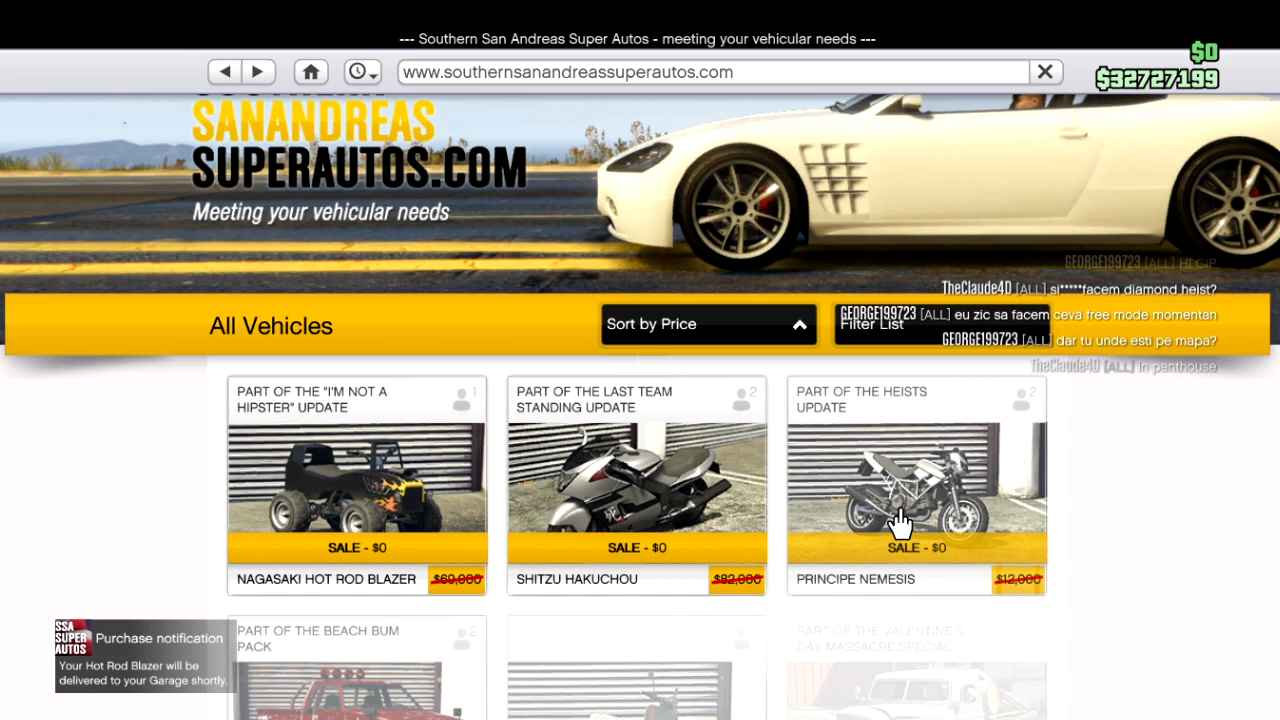 --- Southern San Andreas Super Autos - meeting your vehicular needs ---
$0
www.southernsanandreassuperautos.com
$32727199
SANANDREAS
SUPERAUTOS.COM
Meeting your vehicular needs
GEORGE199723 [ALL] HI CIP
TheClaude4D [ALL] si*****facem diamond heist?
GEORGE199723 [ALL] eu zic sa facem ceva free mode momentan
All Vehicles
Sort by Price
Filter List
GEORGE199723 [ALL] dar tu unde esti pe mapa?
TheClaude4D [ALL] in penthouse
PART OF THE "I'M NOT A
HIPSTER" UPDATE
1
PART OF THE LAST TEAM
STANDING UPDATE
2
PART OF THE HEISTS
UPDATE
2
SALE - $0
SALE - $0
SALE - $0
NAGASAKI HOT ROD BLAZER
$69,000
SHITZU HAKUCHOU
$82,000
PRINCIPE NEMESIS
$12,000
PART OF THE BEACH BUM
PACK
2
2
PART OF THE VALENTINE'S
DAY MASSACRE SPECIAL
2
SSA
SUPER
AUTOS
Purchase notification
Your Hot Rod Blazer will be
delivered to your Garage shortly.